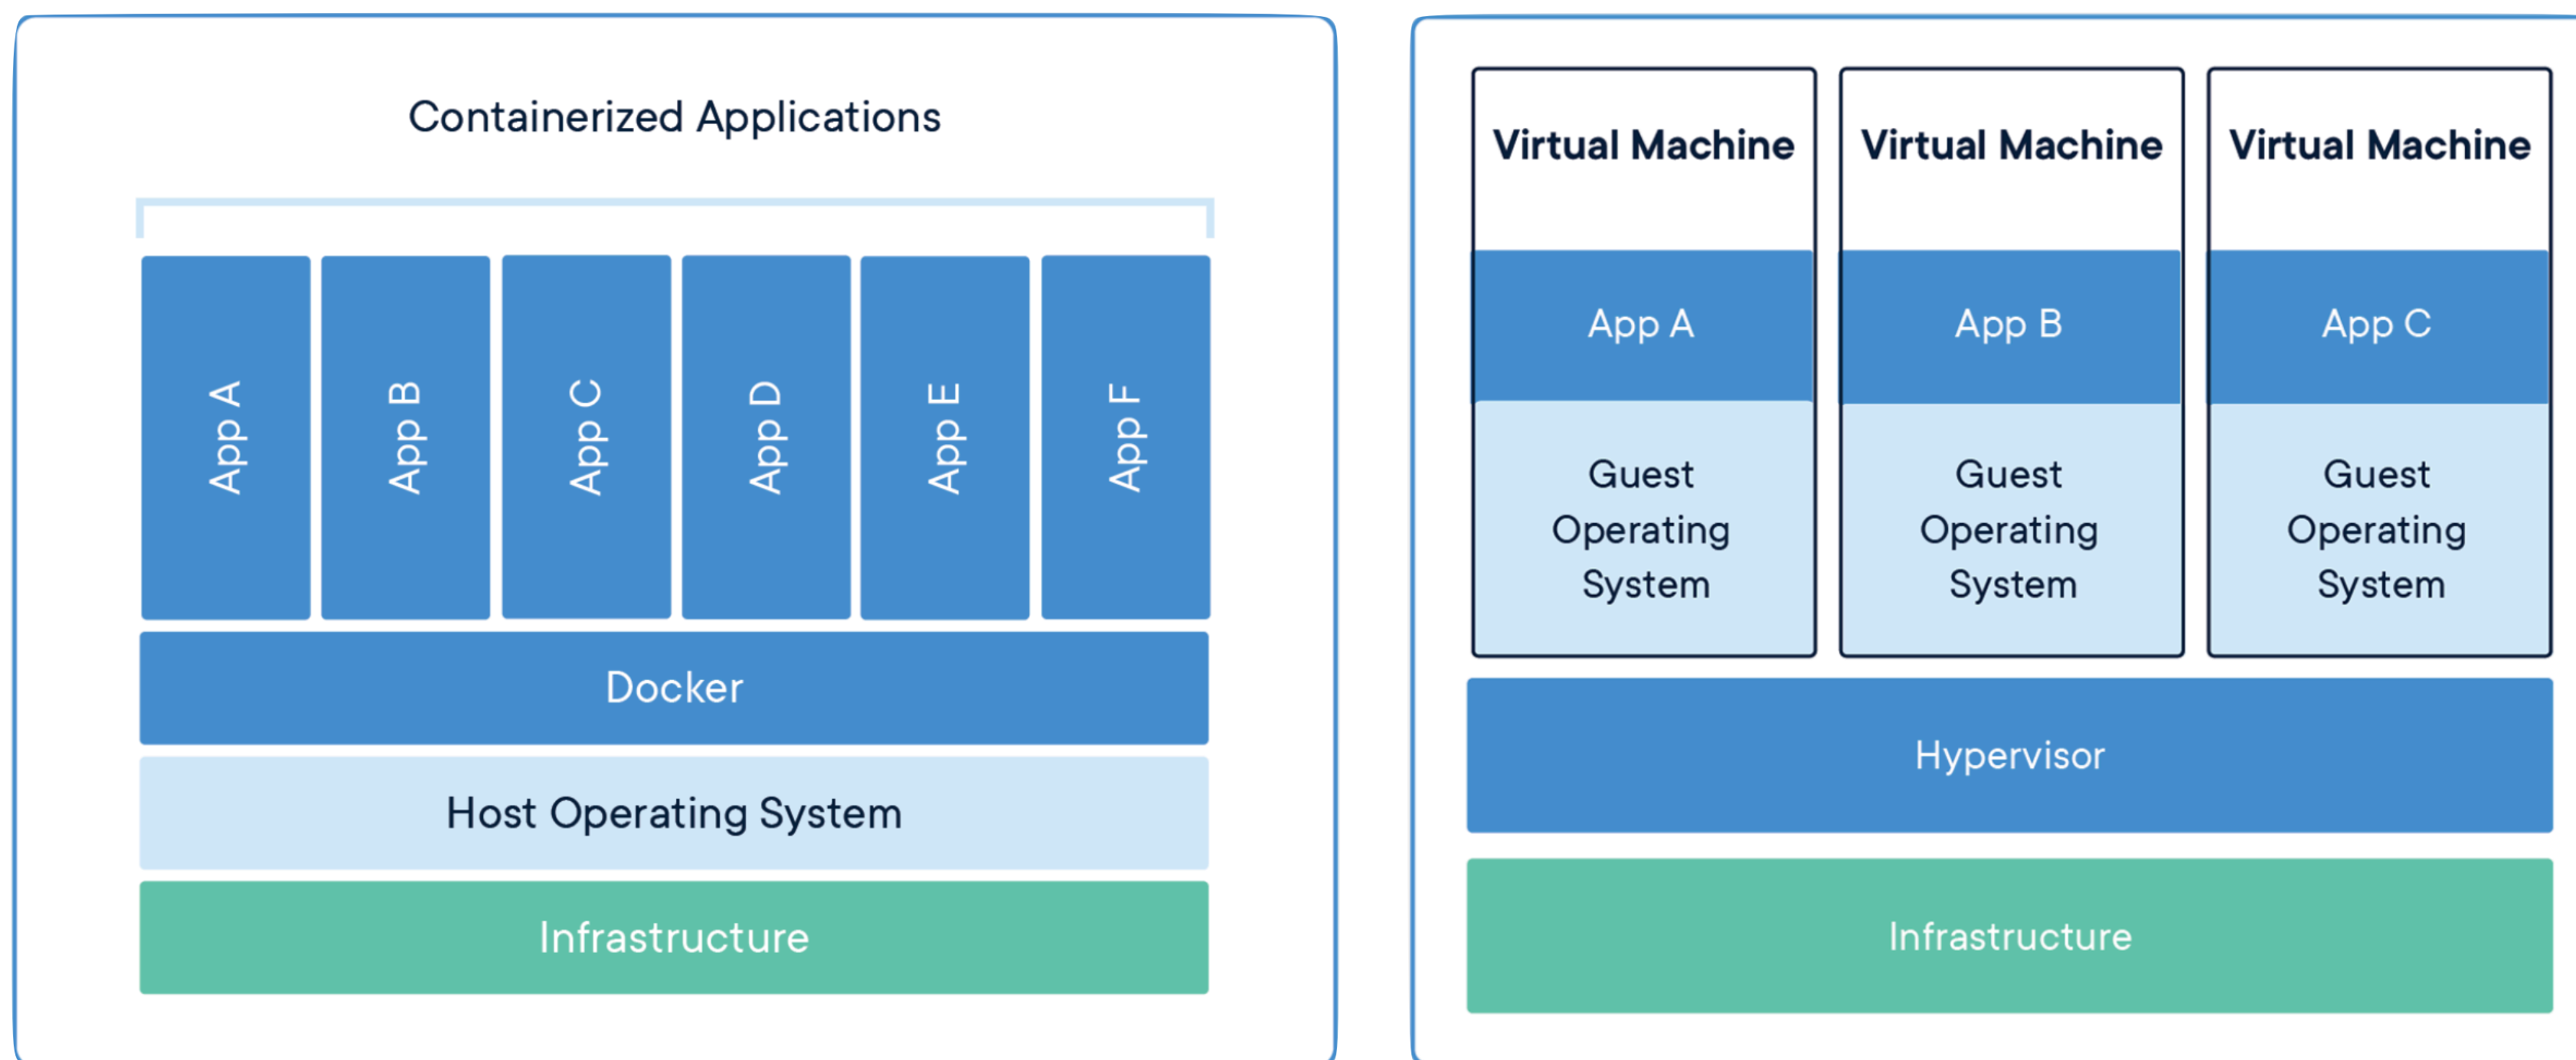 Containerized Applications
App A
App B
App C
App D
App E
App F
Docker
Host Operating System
Infrastructure
Virtual Machine
App A
Guest
Operating
System
Virtual Machine
App B
Guest
Operating
System
Virtual Machine
App C
Guest
Operating
System
Hypervisor
Infrastructure